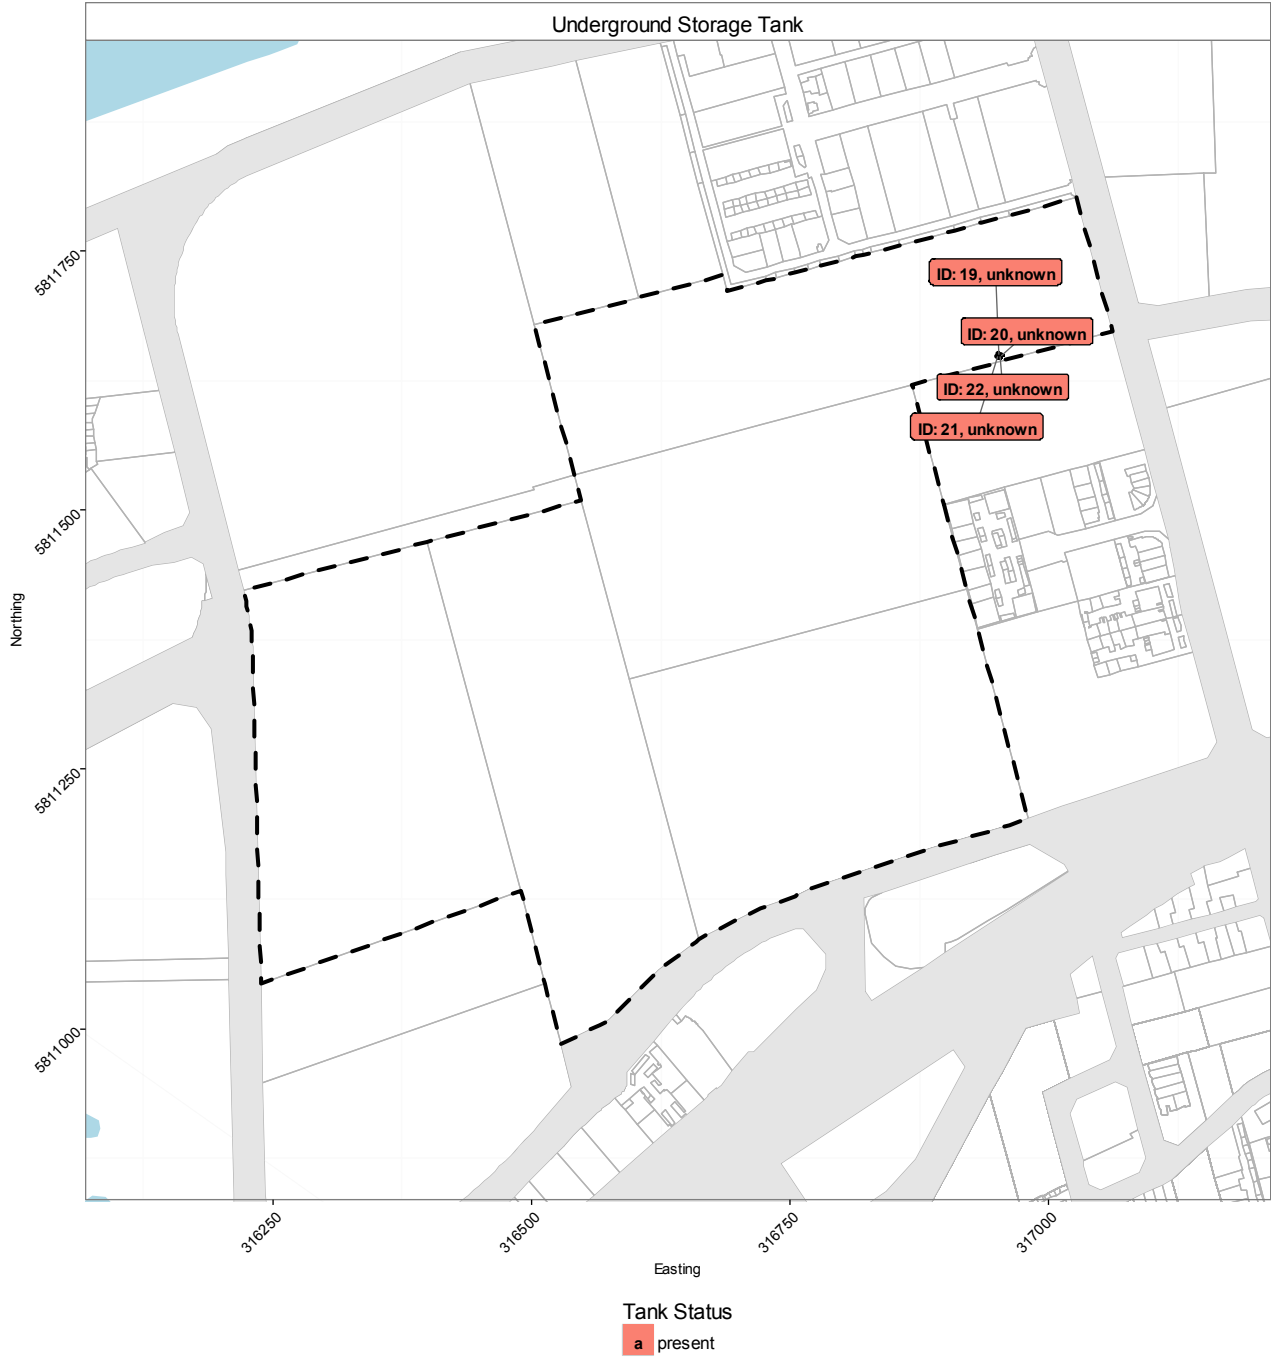 Underground Storage Tank
ID: 19, unknown
ID: 20, unknown
ID: 22, unknown
ID: 21, unknown
5811750
5811500
5811250
5811000
Northing
316250
316500
316750
317000
Easting
Tank Status
a present